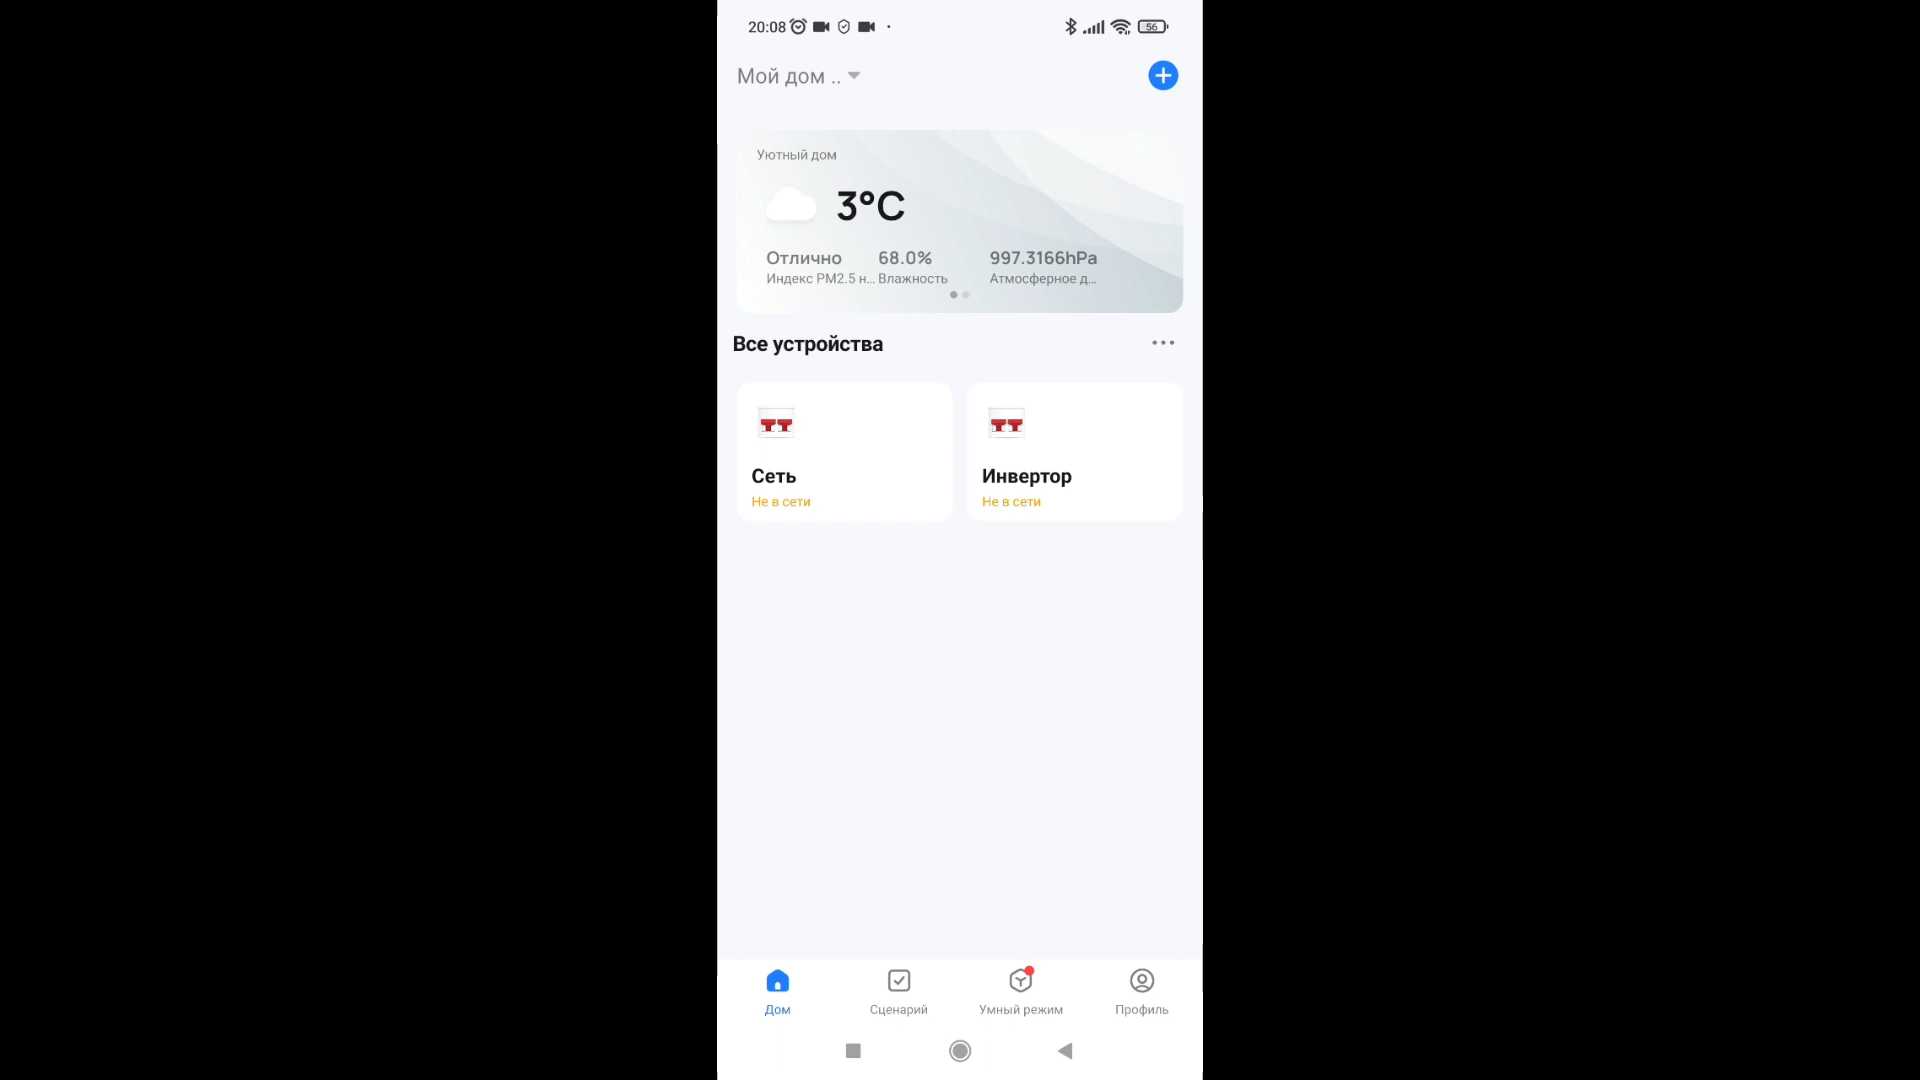 20:08
56
Мой дом ..
Уютный дом
3°C
Отлично 68.0% 997.3166hPa
Индекс PM2.5 н... Влажность Атмосферное д...
Все устройства
Сеть
Не в сети
Инвертор
Не в сети
Дом Сценарий Умный режим Профиль